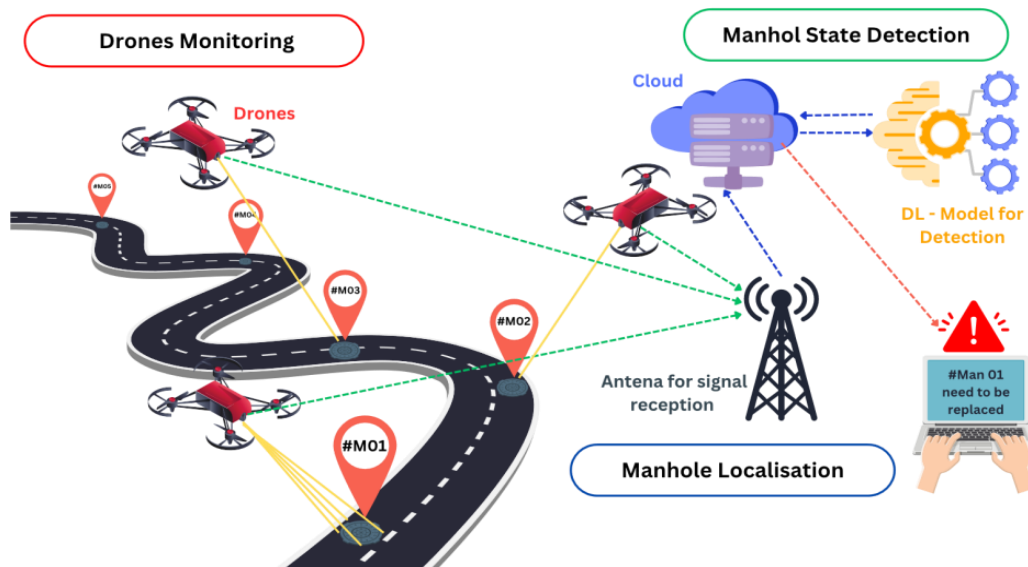 Drones Monitoring
Manhol State Detection
Cloud
Drones
#M05
DL - Model for
Detection
#M03
#M02
Antena for signal
reception
#Man 01
need to be
replaced
#M01
Manhole Localisation